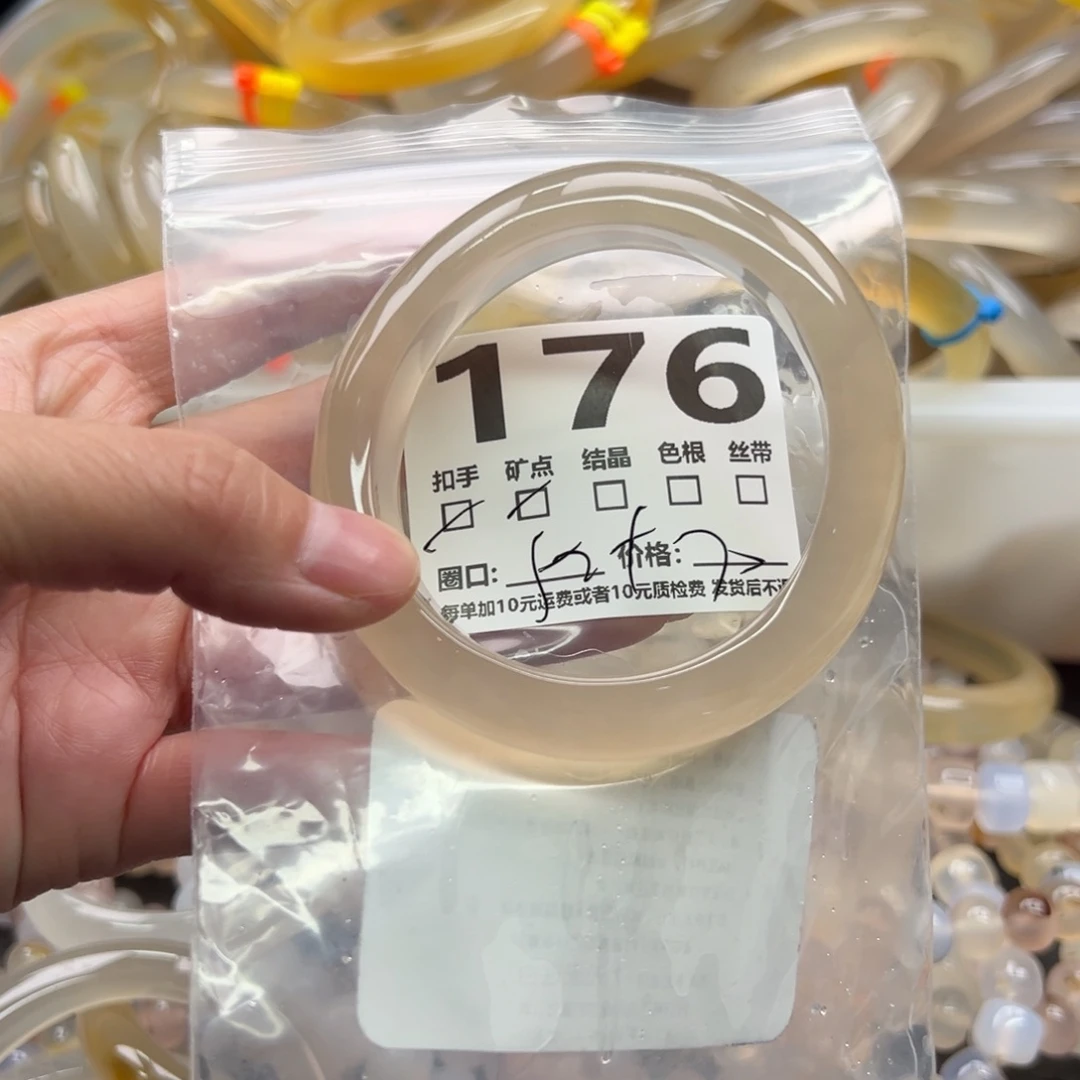 176
扣手 矿点 结晶 色根 丝带
圈口: 价格:
每单加10元运费或者10元质检费 发货后不